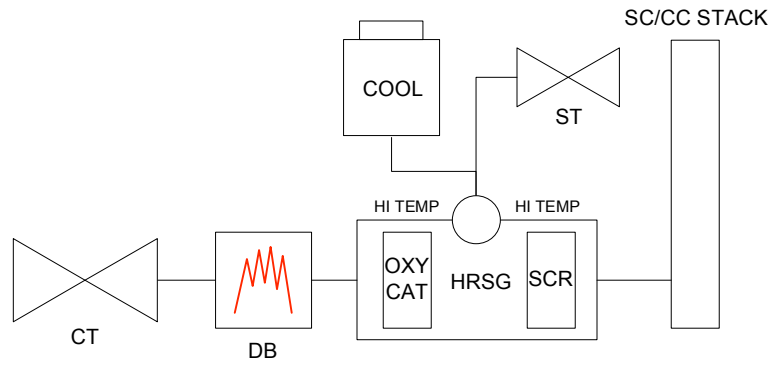 SC/CC STACK
COOL
ST
HI TEMP
HI TEMP
OXY
CAT
HRSG
SCR
CT
DB